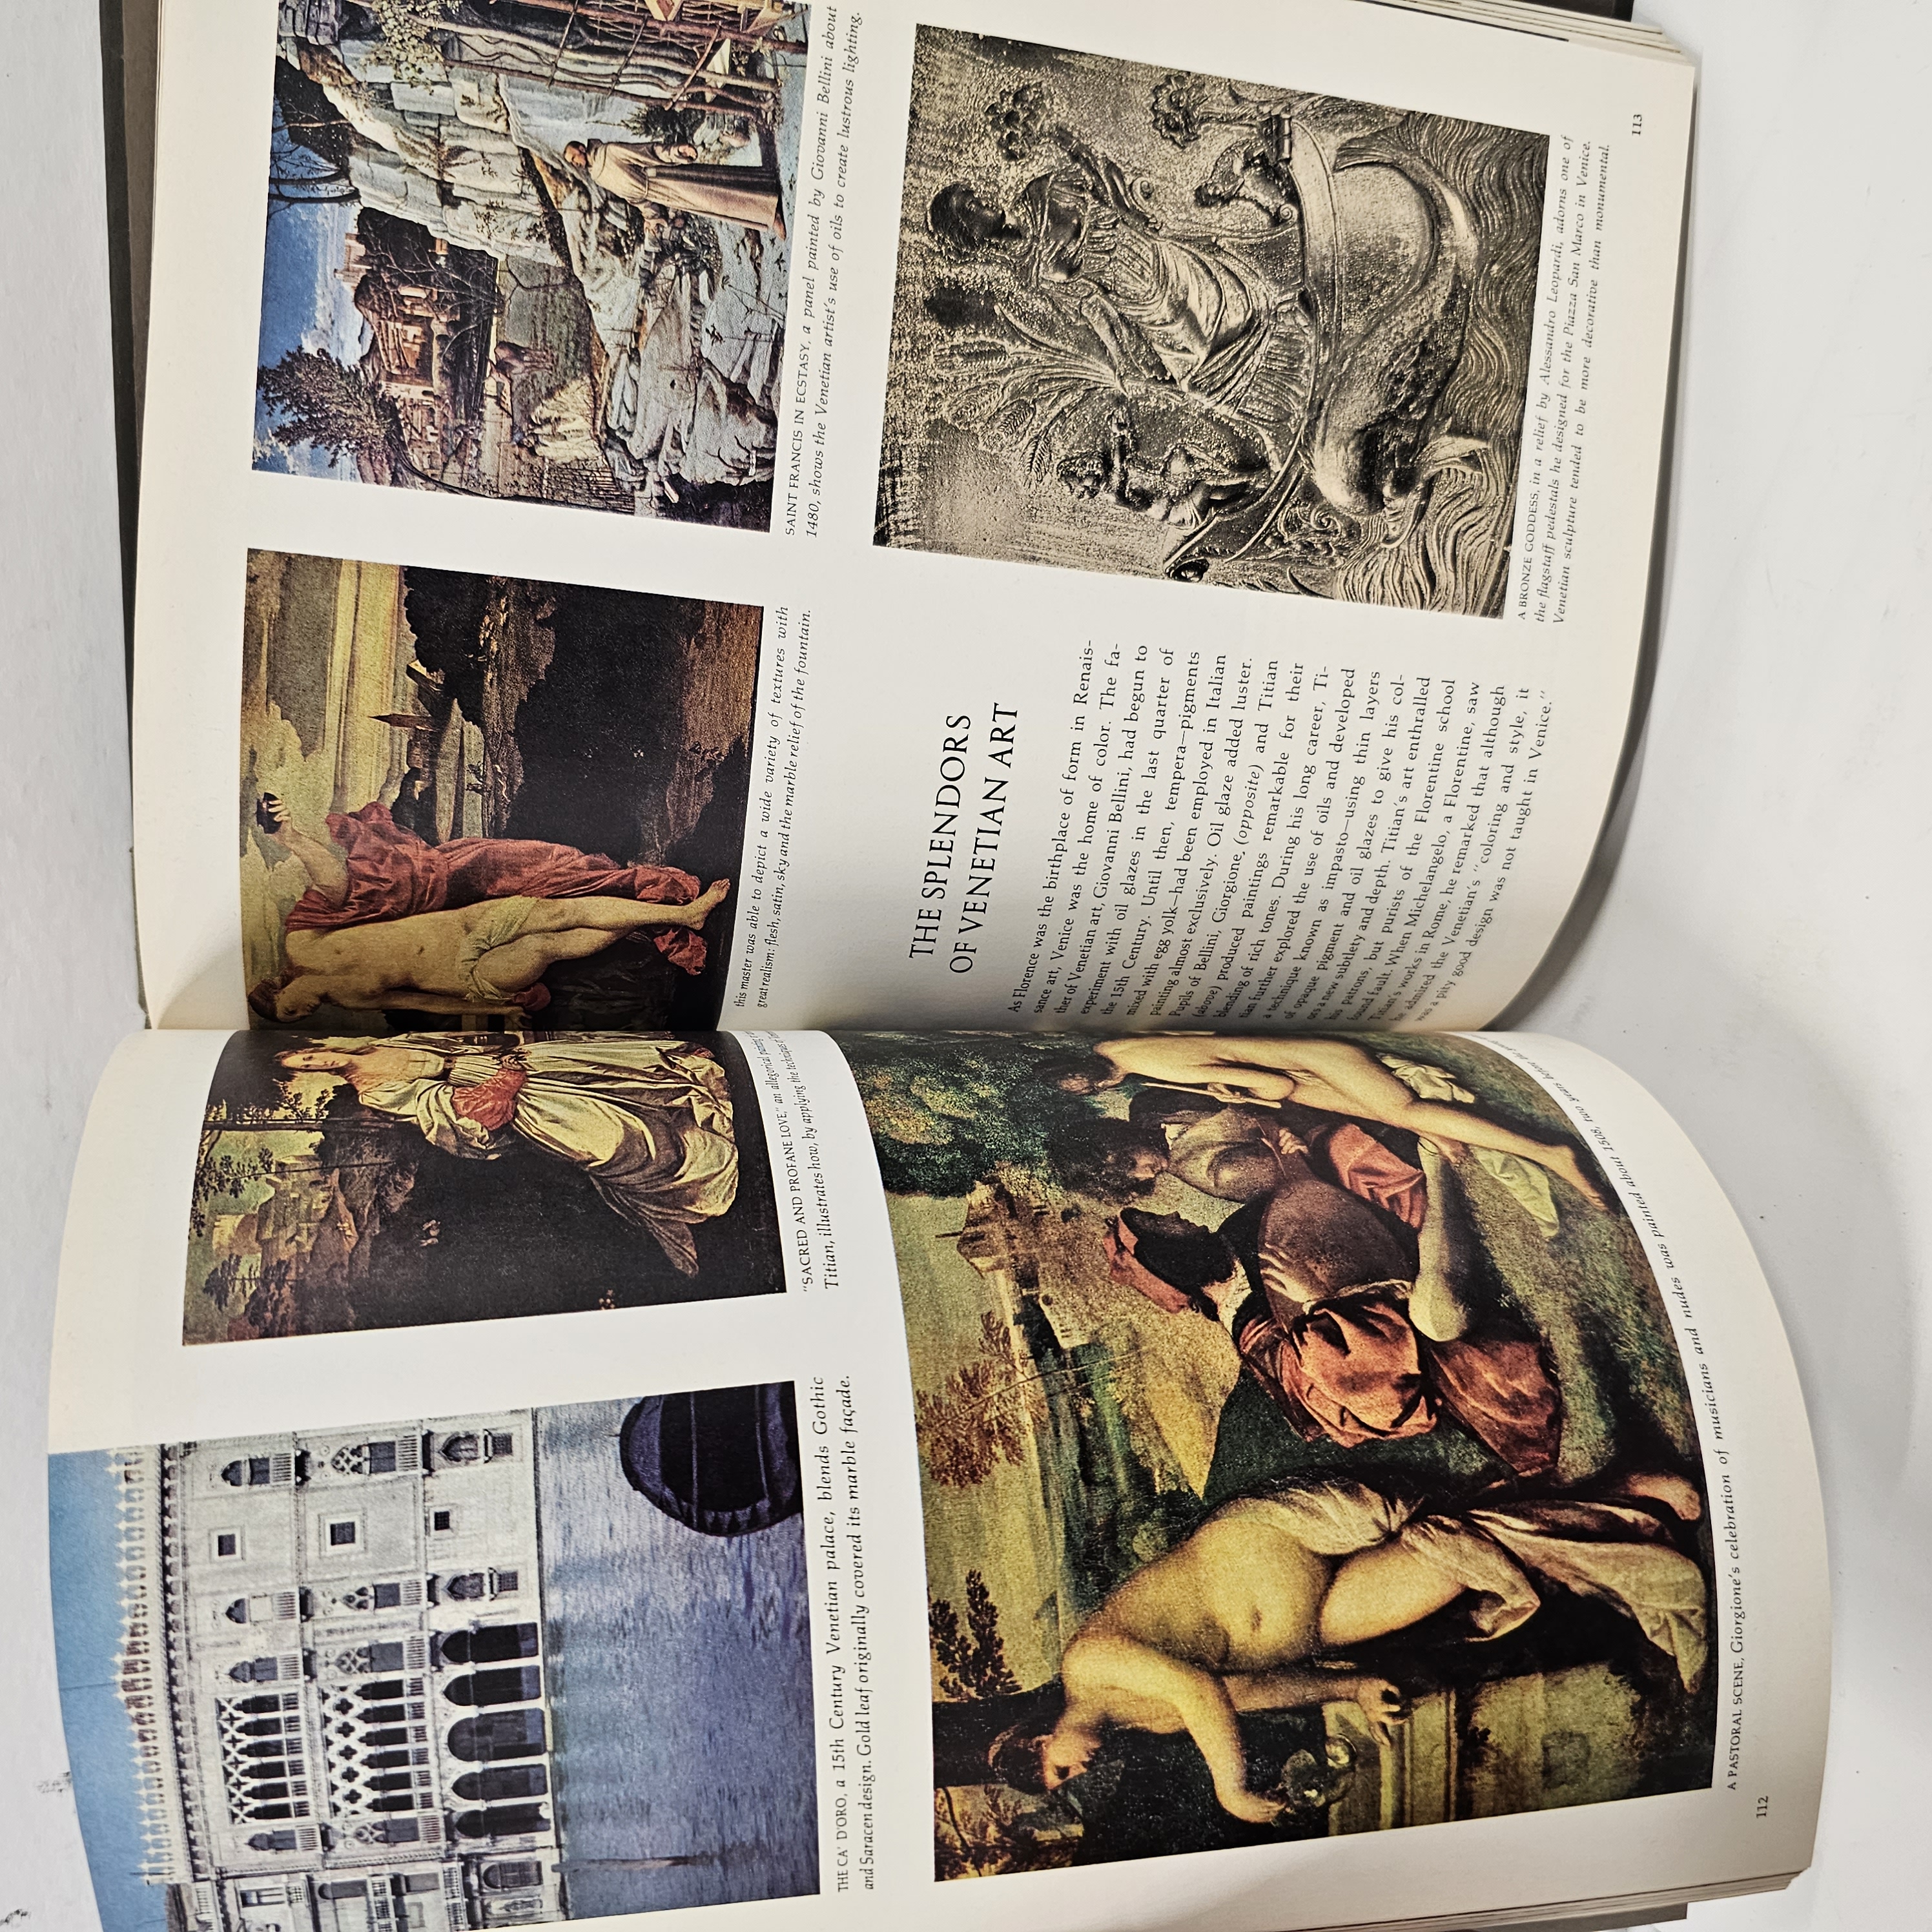 THE CA' D'ORO, a 15th Century Venetian palace, blends Gothic
and Saracen design. Gold leaf originally covered its marble façade.
"SACRED AND PROFANE LOVE," an allegorical painting
Titian, illustrates how, by applying the techniques of
A PASTORAL SCENE, Giorgione's celebration of musicians and nudes was painted about 1508, two years before
112
this master was able to depict a wide variety of textures with
great realism: flesh, satin, sky and the marble relief of the fountain.
SAINT FRANCIS IN ECSTASY, a panel painted by Giovanni Bellini about
1480, shows the Venetian artist's use of oils to create lustrous lighting.
THE SPLENDORS
OF VENETIAN ART
As Florence was the birthplace of form in Renais-
sance art, Venice was the home of color. The fa-
ther of Venetian art, Giovanni Bellini, had begun to
experiment with oil glazes in the last quarter of
the 15th Century. Until then, tempera—pigments
mixed with egg yolk—had been employed in Italian
painting almost exclusively. Oil glaze added luster.
Pupils of Bellini, Giorgione, (opposite) and Titian
(above) produced paintings remarkable for their
blending of rich tones. During his long career, Ti-
tian further explored the use of oils and developed
a technique known as impasto—using thin layers
of opaque pigment and oil glazes to give his col-
ors a new subtlety and depth. Titian's art enthralled
his patrons, but purists of the Florentine school
found fault. When Michelangelo, a Florentine, saw
Titian's works in Rome, he remarked that although
he admired the Venetian's "coloring and style, it
was a pity good design was not taught in Venice."
A BRONZE GODDESS, in a relief by Alessandro Leopardi, adorns one of
the flagstaff pedestals he designed for the Piazza San Marco in Venice.
Venetian sculpture tended to be more decorative than monumental.
113